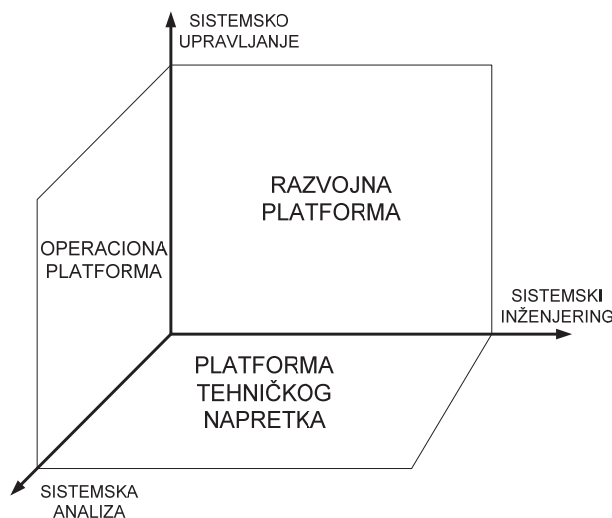 SISTEMSKO
UPRAVLJANJE
RAZVOJNA
PLATFORMA
OPERACIONA
PLATFORMA
SISTEMSKI
INŽENJERING
PLATFORMA
TEHNIČKOG
NAPRETKA
SISTEMSKA
ANALIZA